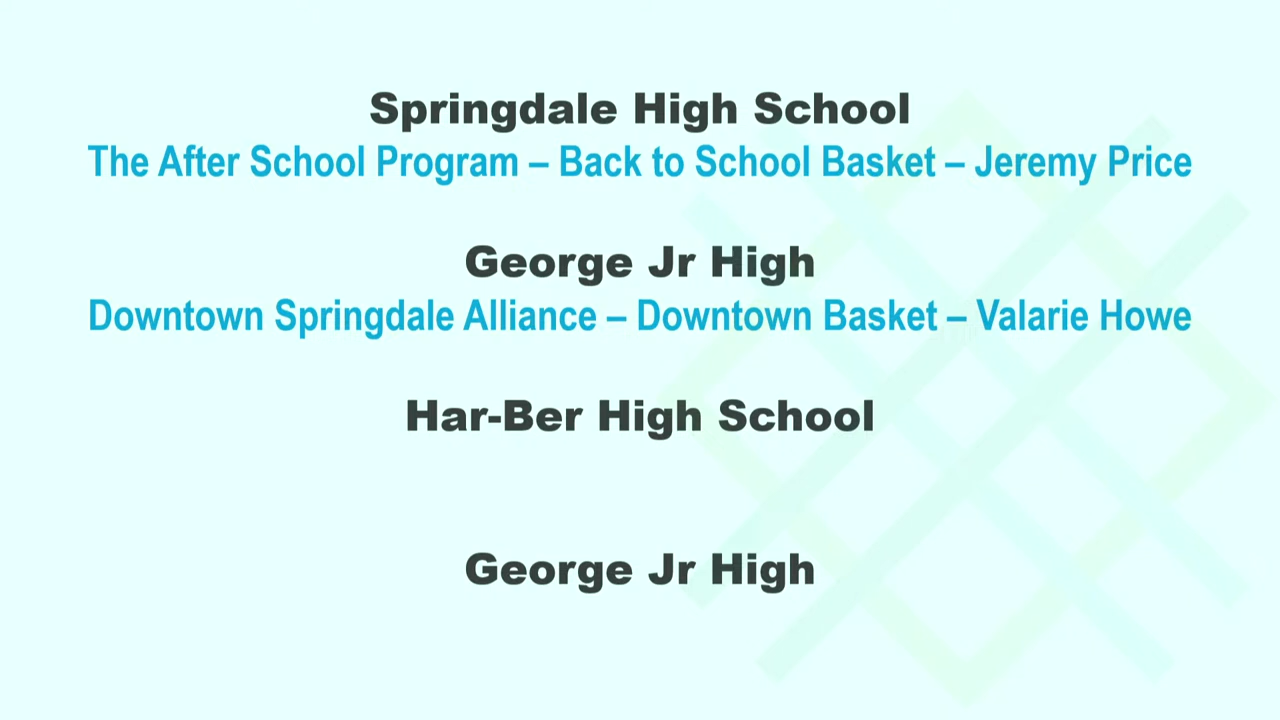 Springdale High School
The After School Program – Back to School Basket – Jeremy Price
George Jr High
Downtown Springdale Alliance – Downtown Basket – Valarie Howe
Har-Ber High School
George Jr High